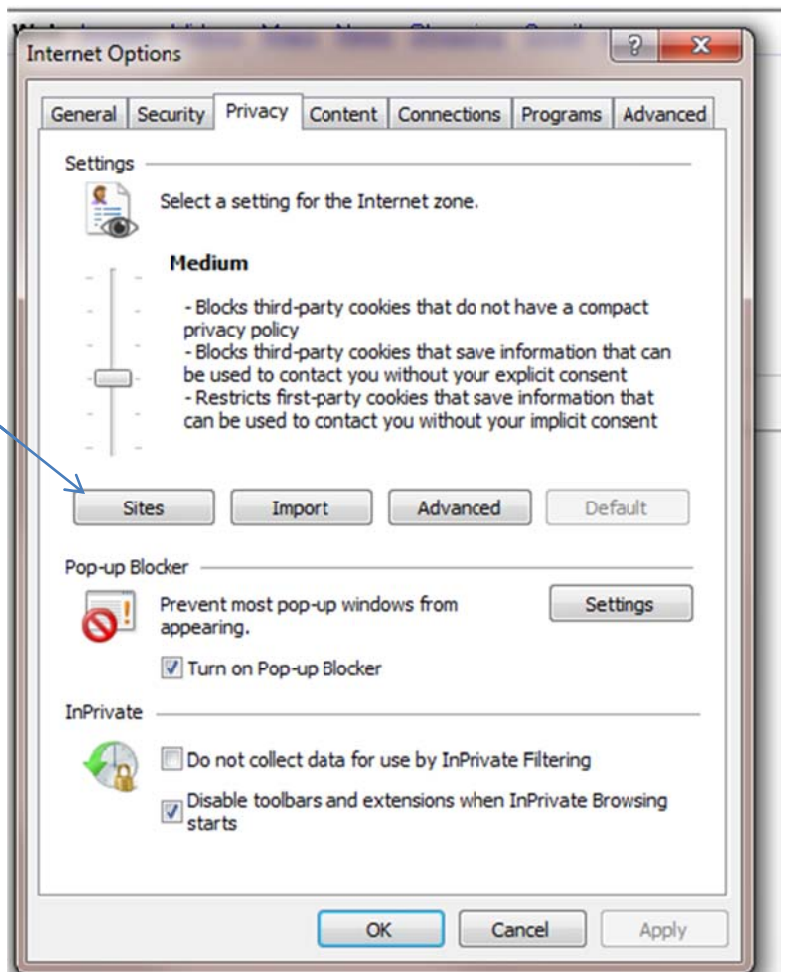 Internet Options
?
General Security Privacy Content Connections Programs Advanced
Settings
Select a setting for the Internet zone.
Medium
- Blocks third-party cookies that do not have a compact
privacy policy
- Blocks third-party cookies that save information that can
be used to contact you without your explicit consent
- Restricts first-party cookies that save information that
can be used to contact you without your implicit consent
Sites Import Advanced Default
Pop-up Blocker
Prevent most pop-up windows from
appearing.
Settings
Turn on Pop-up Blocker
InPrivate
Do not collect data for use by InPrivate Filtering
Disable toolbars and extensions when InPrivate Browsing
starts
OK Cancel Apply